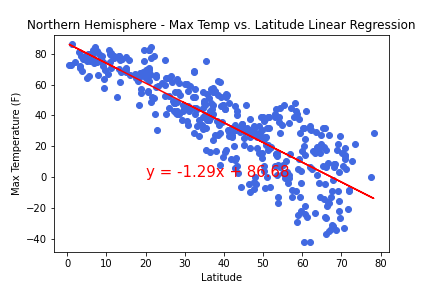 Northern Hemisphere - Max Temp vs. Latitude Linear Regression
Max Temperature (F)
80
60
40
20
0
−20
−40
y = -1.29x + 86.68
0 10 20 30 40 50 60 70 80
Latitude